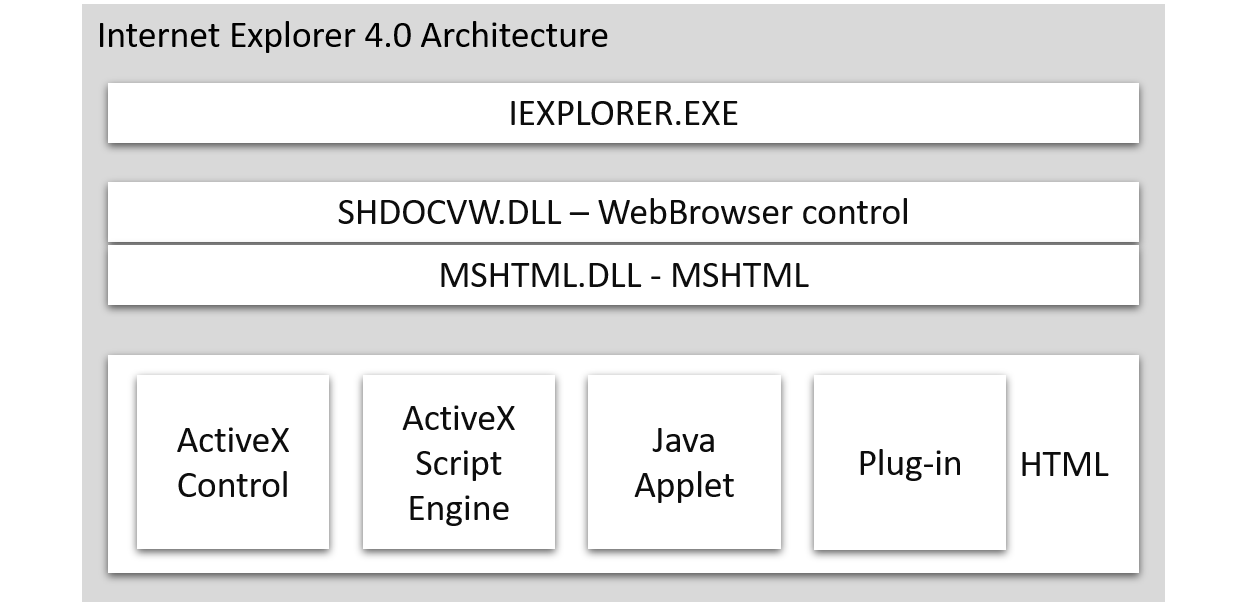 Internet Explorer 4.0 Architecture
IEXPLORER.EXE
SHDOCVW.DLL – WebBrowser control
MSHTML.DLL - MSHTML
ActiveX
Control
ActiveX
Script
Engine
Java
Applet
Plug-in
HTML